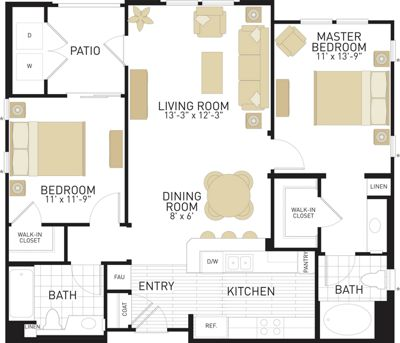 D
W
PATIO
LIVING ROOM
13'-3" x 12'-3"
MASTER
BEDROOM
11' x 13'-9"
BEDROOM
11' x 11'-9"
DINING
ROOM
8' x 6'
LINEN
WALK-IN
CLOSET
WALK-IN
CLOSET
D/W
PANTRY
BATH
FAU
ENTRY
KITCHEN
BATH
COAT
LINEN
REF.